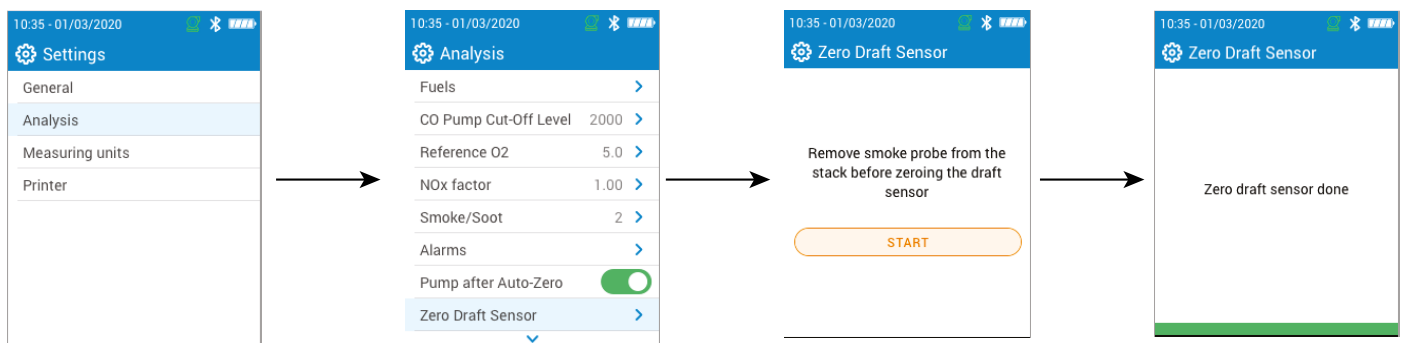 10:35 - 01/03/2020
Settings
General
Analysis
Measuring units
Printer
10:35 - 01/03/2020
Analysis
Fuels
CO Pump Cut-Off Level 2000
Reference O2 5.0
NOx factor 1.00
Smoke/Soot 2
Alarms
Pump after Auto-Zero
Zero Draft Sensor
10:35 - 01/03/2020
Zero Draft Sensor
Remove smoke probe from the
stack before zeroing the draft
sensor
START
10:35 - 01/03/2020
Zero Draft Sensor
Zero draft sensor done